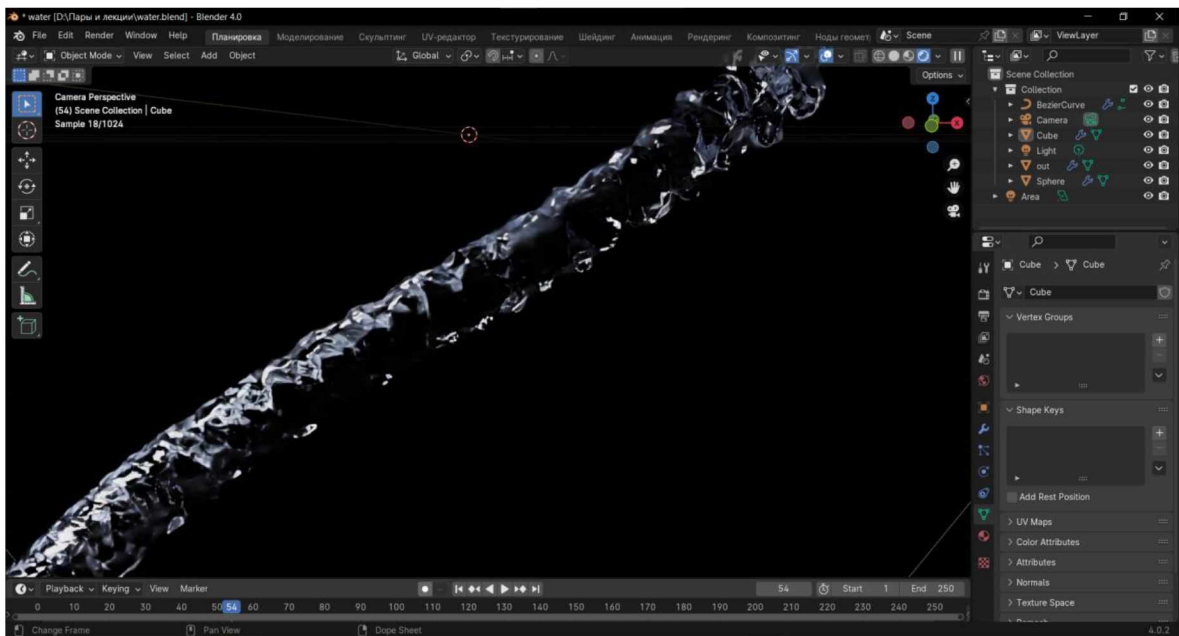 * water [D:\Пары и лекции\water.blend] - Blender 4.0
File Edit Render Window Help Планировка Моделирование Скульптинг UV-редактор Текстурирование Шейдинг Анимация Рендеринг Композитинг Ноды геомет Scene ViewLayer
Object Mode View Select Add Object Global
Options
Camera Perspective
(54) Scene Collection | Cube
Sample 18/1024
Z
X
Scene Collection
Collection
BezierCurve
Camera
Cube
Light
out
Sphere
Area
Cube > Cube
Cube
Vertex Groups
Shape Keys
Add Rest Position
UV Maps
Color Attributes
Attributes
Normals
Texture Space
Remesh
Playback Keying View Marker 54 Start 1 End 250
0 10 20 30 40 50 54 60 70 80 90 100 110 120 130 140 150 160 170 180 190 200 210 220 230 240 250
Change Frame Pan View Dope Sheet 4.0.2